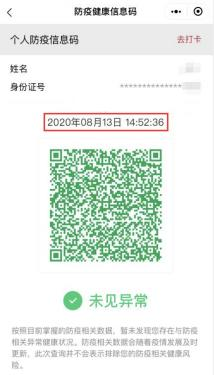 防疫健康信息码
个人防疫信息码 去打卡
姓名
身份证号 ****************
2020年08月13日 14:52:36
未见异常
按照目前掌握的防疫相关数据，暂未发现您存在与防疫
相关异常健康状况。防疫相关数据会随着疫情发展及时
更新，此次查询并不会表示排除您的防疫相关健康风
险。